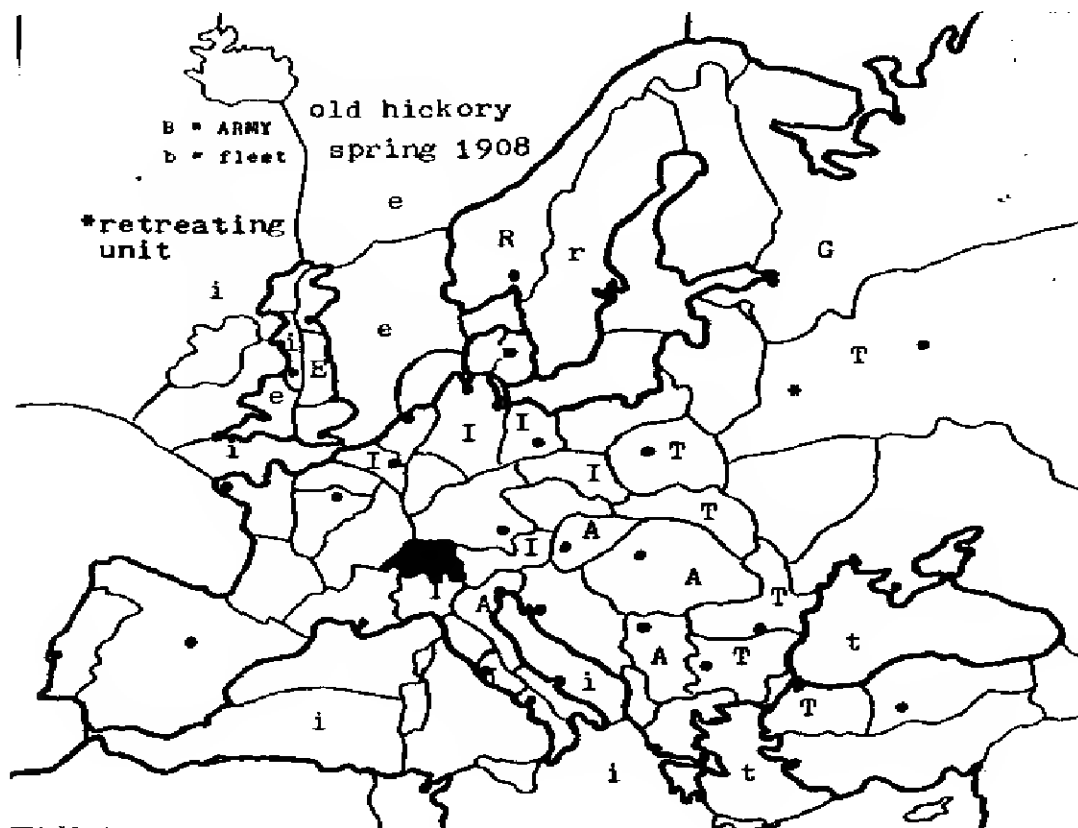 old hickory
B = ARMY
b = fleet
spring 1908
e
*retreating
unit
R
r
G
i
e
i
E
T
*
e
i
I
I
I
I
T
T
I
A
A
T
A
A
T
i
t
T
i
i
t